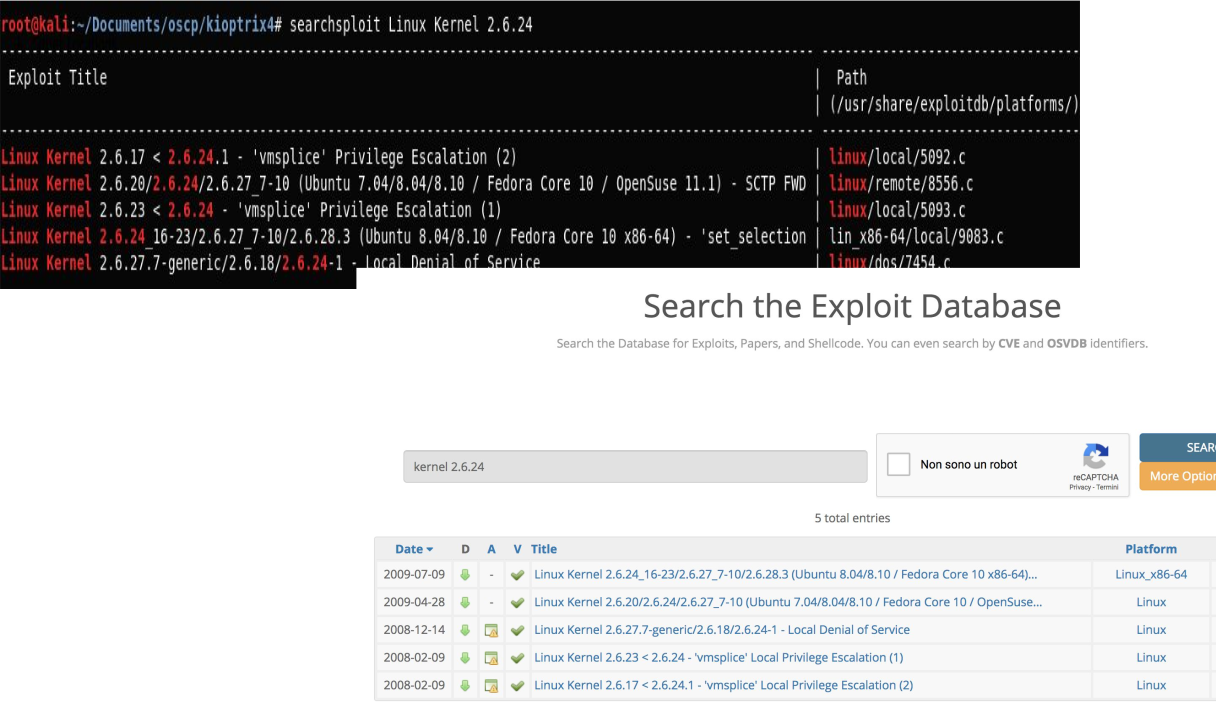 root@kali:~/Documents/oscp/kioptrix4# searchsploit Linux Kernel 2.6.24
Exploit Title | Path
| (/usr/share/exploitdb/platforms/)
Linux Kernel 2.6.17 < 2.6.24.1 - 'vmsplice' Privilege Escalation (2) | linux/local/5092.c
Linux Kernel 2.6.20/2.6.24/2.6.27_7-10 (Ubuntu 7.04/8.04/8.10 / Fedora Core 10 / OpenSuse 11.1) - SCTP FWD | linux/remote/8556.c
Linux Kernel 2.6.23 < 2.6.24 - 'vmsplice' Privilege Escalation (1) | linux/local/5093.c
Linux Kernel 2.6.24_16-23/2.6.27_7-10/2.6.28.3 (Ubuntu 8.04/8.10 / Fedora Core 10 x86-64) - 'set_selection | lin_x86-64/local/9083.c
Linux Kernel 2.6.27.7-generic/2.6.18/2.6.24-1 - Local Denial of Service | linux/dos/7454.c
Search the Exploit Database
Search the Database for Exploits, Papers, and Shellcode. You can even search by CVE and OSVDB identifiers.
kernel 2.6.24
Non sono un robot
reCAPTCHA
Privacy - Termini
SEAR
More Option
5 total entries
Date D A V Title Platform
2009-07-09 - Linux Kernel 2.6.24_16-23/2.6.27_7-10/2.6.28.3 (Ubuntu 8.04/8.10 / Fedora Core 10 x86-64)... Linux_x86-64
2009-04-28 - Linux Kernel 2.6.20/2.6.24/2.6.27_7-10 (Ubuntu 7.04/8.04/8.10 / Fedora Core 10 / OpenSuse... Linux
2008-12-14 Linux Kernel 2.6.27.7-generic/2.6.18/2.6.24-1 - Local Denial of Service Linux
2008-02-09 Linux Kernel 2.6.23 < 2.6.24 - 'vmsplice' Local Privilege Escalation (1) Linux
2008-02-09 Linux Kernel 2.6.17 < 2.6.24.1 - 'vmsplice' Local Privilege Escalation (2) Linux